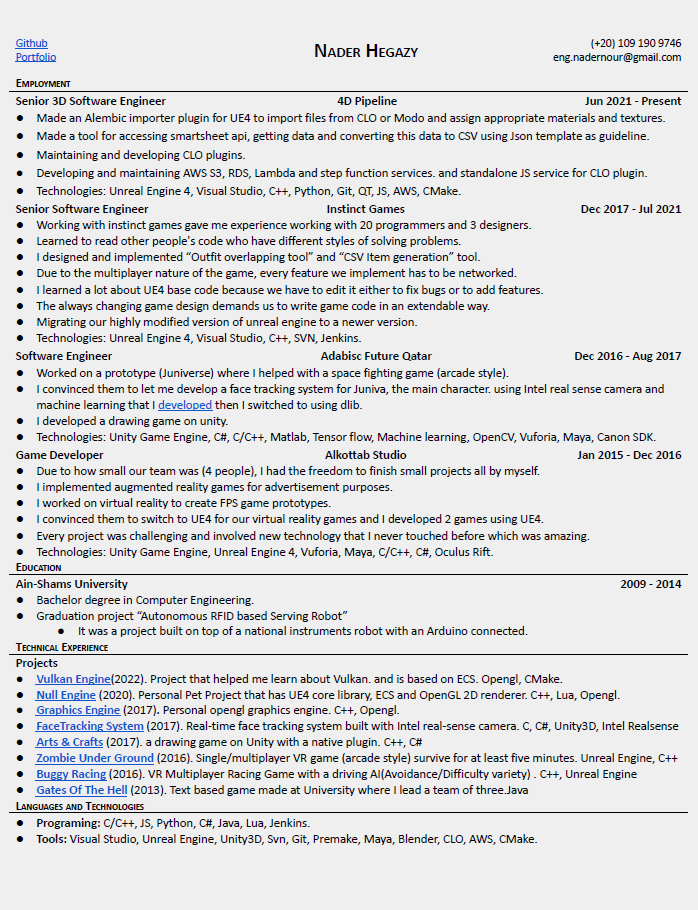 Github
Portfolio
Nader Hegazy
(+20) 109 190 9746
eng.nadernour@gmail.com
Employment
Senior 3D Software Engineer 4D Pipeline Jun 2021 - Present
● Made an Alembic importer plugin for UE4 to import files from CLO or Modo and assign appropriate materials and textures.
● Made a tool for accessing smartsheet api, getting data and converting this data to CSV using Json template as guideline.
● Maintaining and developing CLO plugins.
● Developing and maintaining AWS S3, RDS, Lambda and step function services. and standalone JS service for CLO plugin.
● Technologies: Unreal Engine 4, Visual Studio, C++, Python, Git, QT, JS, AWS, CMake.
Senior Software Engineer Instinct Games Dec 2017 - Jul 2021
● Working with instinct games gave me experience working with 20 programmers and 3 designers.
● Learned to read other people's code who have different styles of solving problems.
● I designed and implemented “Outfit overlapping tool” and “CSV Item generation” tool.
● Due to the multiplayer nature of the game, every feature we implement has to be networked.
● I learned a lot about UE4 base code because we have to edit it either to fix bugs or to add features.
● The always changing game design demands us to write game code in an extendable way.
● Migrating our highly modified version of unreal engine to a newer version.
● Technologies: Unreal Engine 4, Visual Studio, C++, SVN, Jenkins.
Software Engineer Adabisc Future Qatar Dec 2016 - Aug 2017
● Worked on a prototype (Juniverse) where I helped with a space fighting game (arcade style).
● I convinced them to let me develop a face tracking system for Juniva, the main character. using Intel real sense camera and
machine learning that I developed then I switched to using dlib.
● I developed a drawing game on unity.
● Technologies: Unity Game Engine, C#, C/C++, Matlab, Tensor flow, Machine learning, OpenCV, Vuforia, Maya, Canon SDK.
Game Developer Alkottab Studio Jan 2015 - Dec 2016
● Due to how small our team was (4 people), I had the freedom to finish small projects all by myself.
● I implemented augmented reality games for advertisement purposes.
● I worked on virtual reality to create FPS game prototypes.
● I convinced them to switch to UE4 for our virtual reality games and I developed 2 games using UE4.
● Every project was challenging and involved new technology that I never touched before which was amazing.
● Technologies: Unity Game Engine, Unreal Engine 4, Vuforia, Maya, C/C++, C#, Oculus Rift.
Education
Ain-Shams University 2009 - 2014
● Bachelor degree in Computer Engineering.
● Graduation project “Autonomous RFID based Serving Robot”
● It was a project built on top of a national instruments robot with an Arduino connected.
Technical Experience
Projects
● Vulkan Engine(2022). Project that helped me learn about Vulkan. and is based on ECS. Opengl, CMake.
● Null Engine (2020). Personal Pet Project that has UE4 core library, ECS and OpenGL 2D renderer. C++, Lua, Opengl.
● Graphics Engine (2017). Personal opengl graphics engine. C++, Opengl.
● FaceTracking System (2017). Real-time face tracking system built with Intel real-sense camera. C, C#, Unity3D, Intel Realsense
● Arts & Crafts (2017). a drawing game on Unity with a native plugin. C++, C#
● Zombie Under Ground (2016). Single/multiplayer VR game (arcade style) survive for at least five minutes. Unreal Engine, C++
● Buggy Racing (2016). VR Multiplayer Racing Game with a driving AI(Avoidance/Difficulty variety) . C++, Unreal Engine
● Gates Of The Hell (2013). Text based game made at University where I lead a team of three.Java
Languages and Technologies
● Programing: C/C++, JS, Python, C#, Java, Lua, Jenkins.
● Tools: Visual Studio, Unreal Engine, Unity3D, Svn, Git, Premake, Maya, Blender, CLO, AWS, CMake.